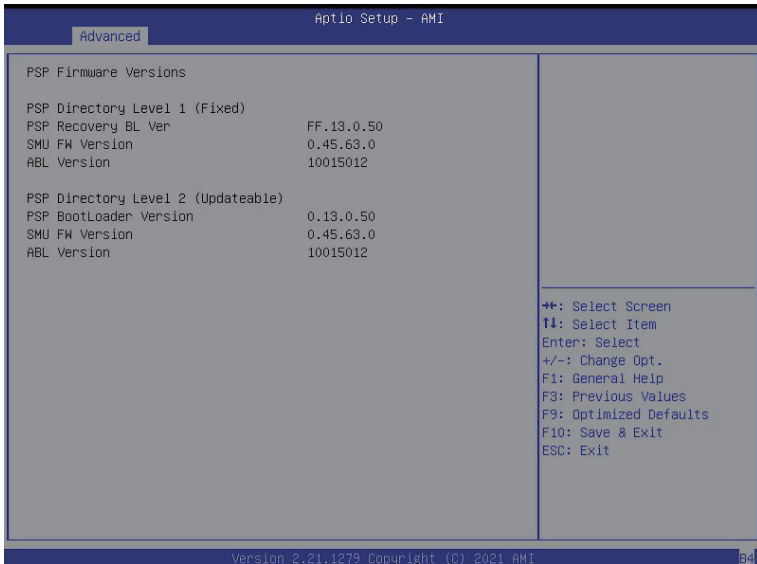 Aptio Setup – AMI
Advanced
PSP Firmware Versions
PSP Directory Level 1 (Fixed)
PSP Recovery BL Ver FF.13.0.50
SMU FW Version 0.45.63.0
ABL Version 10015012
PSP Directory Level 2 (Updateable)
PSP BootLoader Version 0.13.0.50
SMU FW Version 0.45.63.0
ABL Version 10015012
→←: Select Screen
↑↓: Select Item
Enter: Select
+/-: Change Opt.
F1: General Help
F3: Previous Values
F9: Optimized Defaults
F10: Save & Exit
ESC: Exit
Version 2.21.1279 Copyright (C) 2021 AMI
B4